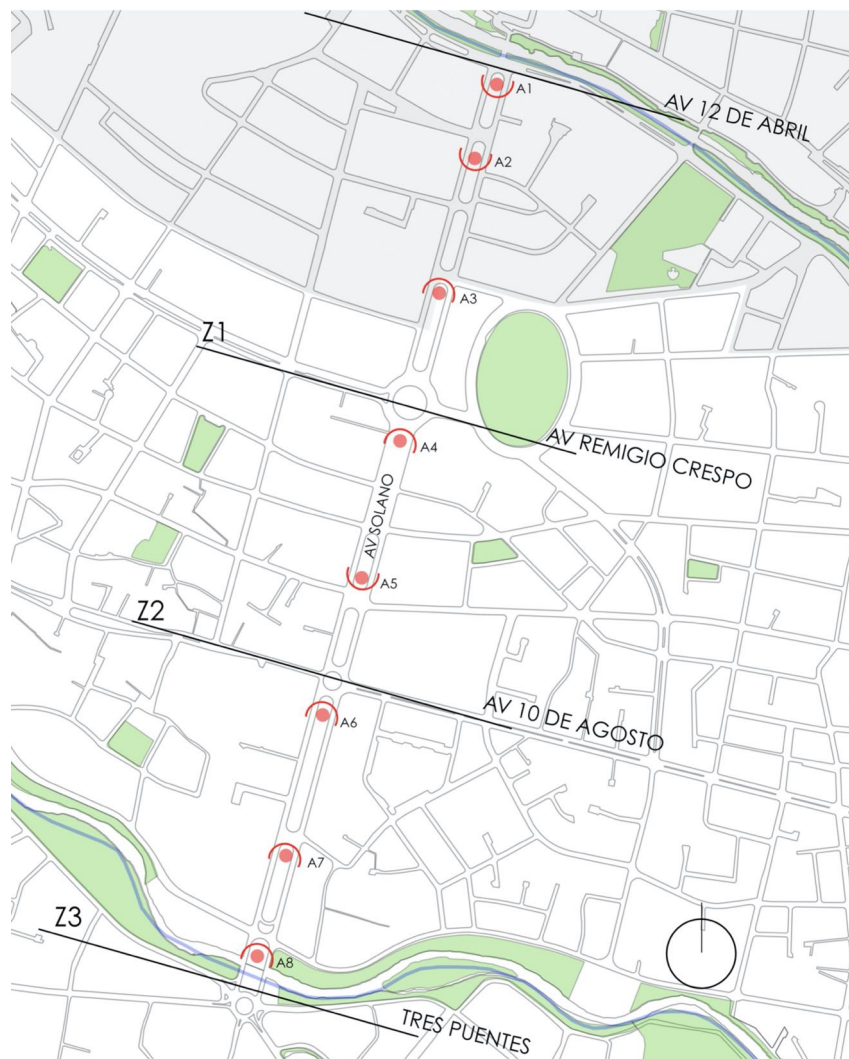 A1
AV 12 DE ABRIL
A2
A3
Z1
AV REMIGIO CRESPO
A4
AV SOLANO
A5
Z2
AV 10 DE AGOSTO
A6
A7
Z3
A8
TRES PUENTES